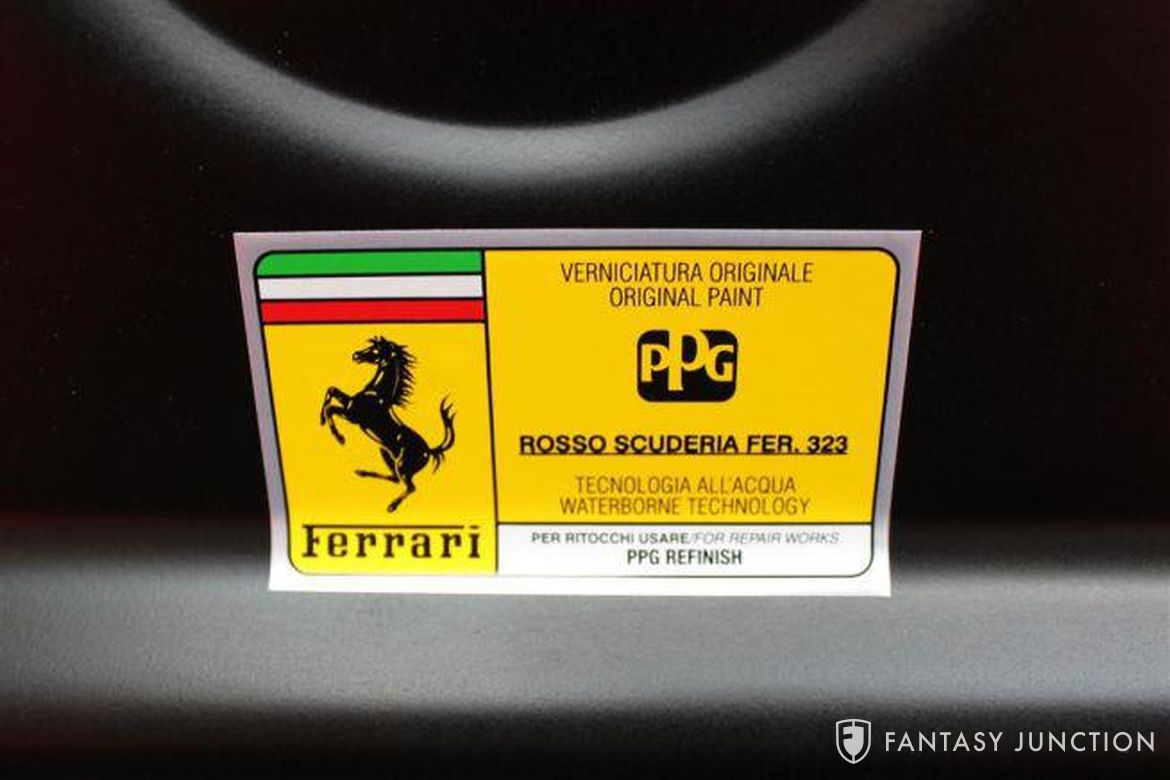 VERNICIATURA ORIGINALE
ORIGINAL PAINT
PPG
ROSSO SCUDERIA FER. 323
TECNOLOGIA ALL'ACQUA
WATERBORNE TECHNOLOGY
Ferrari
PER RITOCCHI USARE/FOR REPAIR WORKS
PPG REFINISH
FANTASY JUNCTION